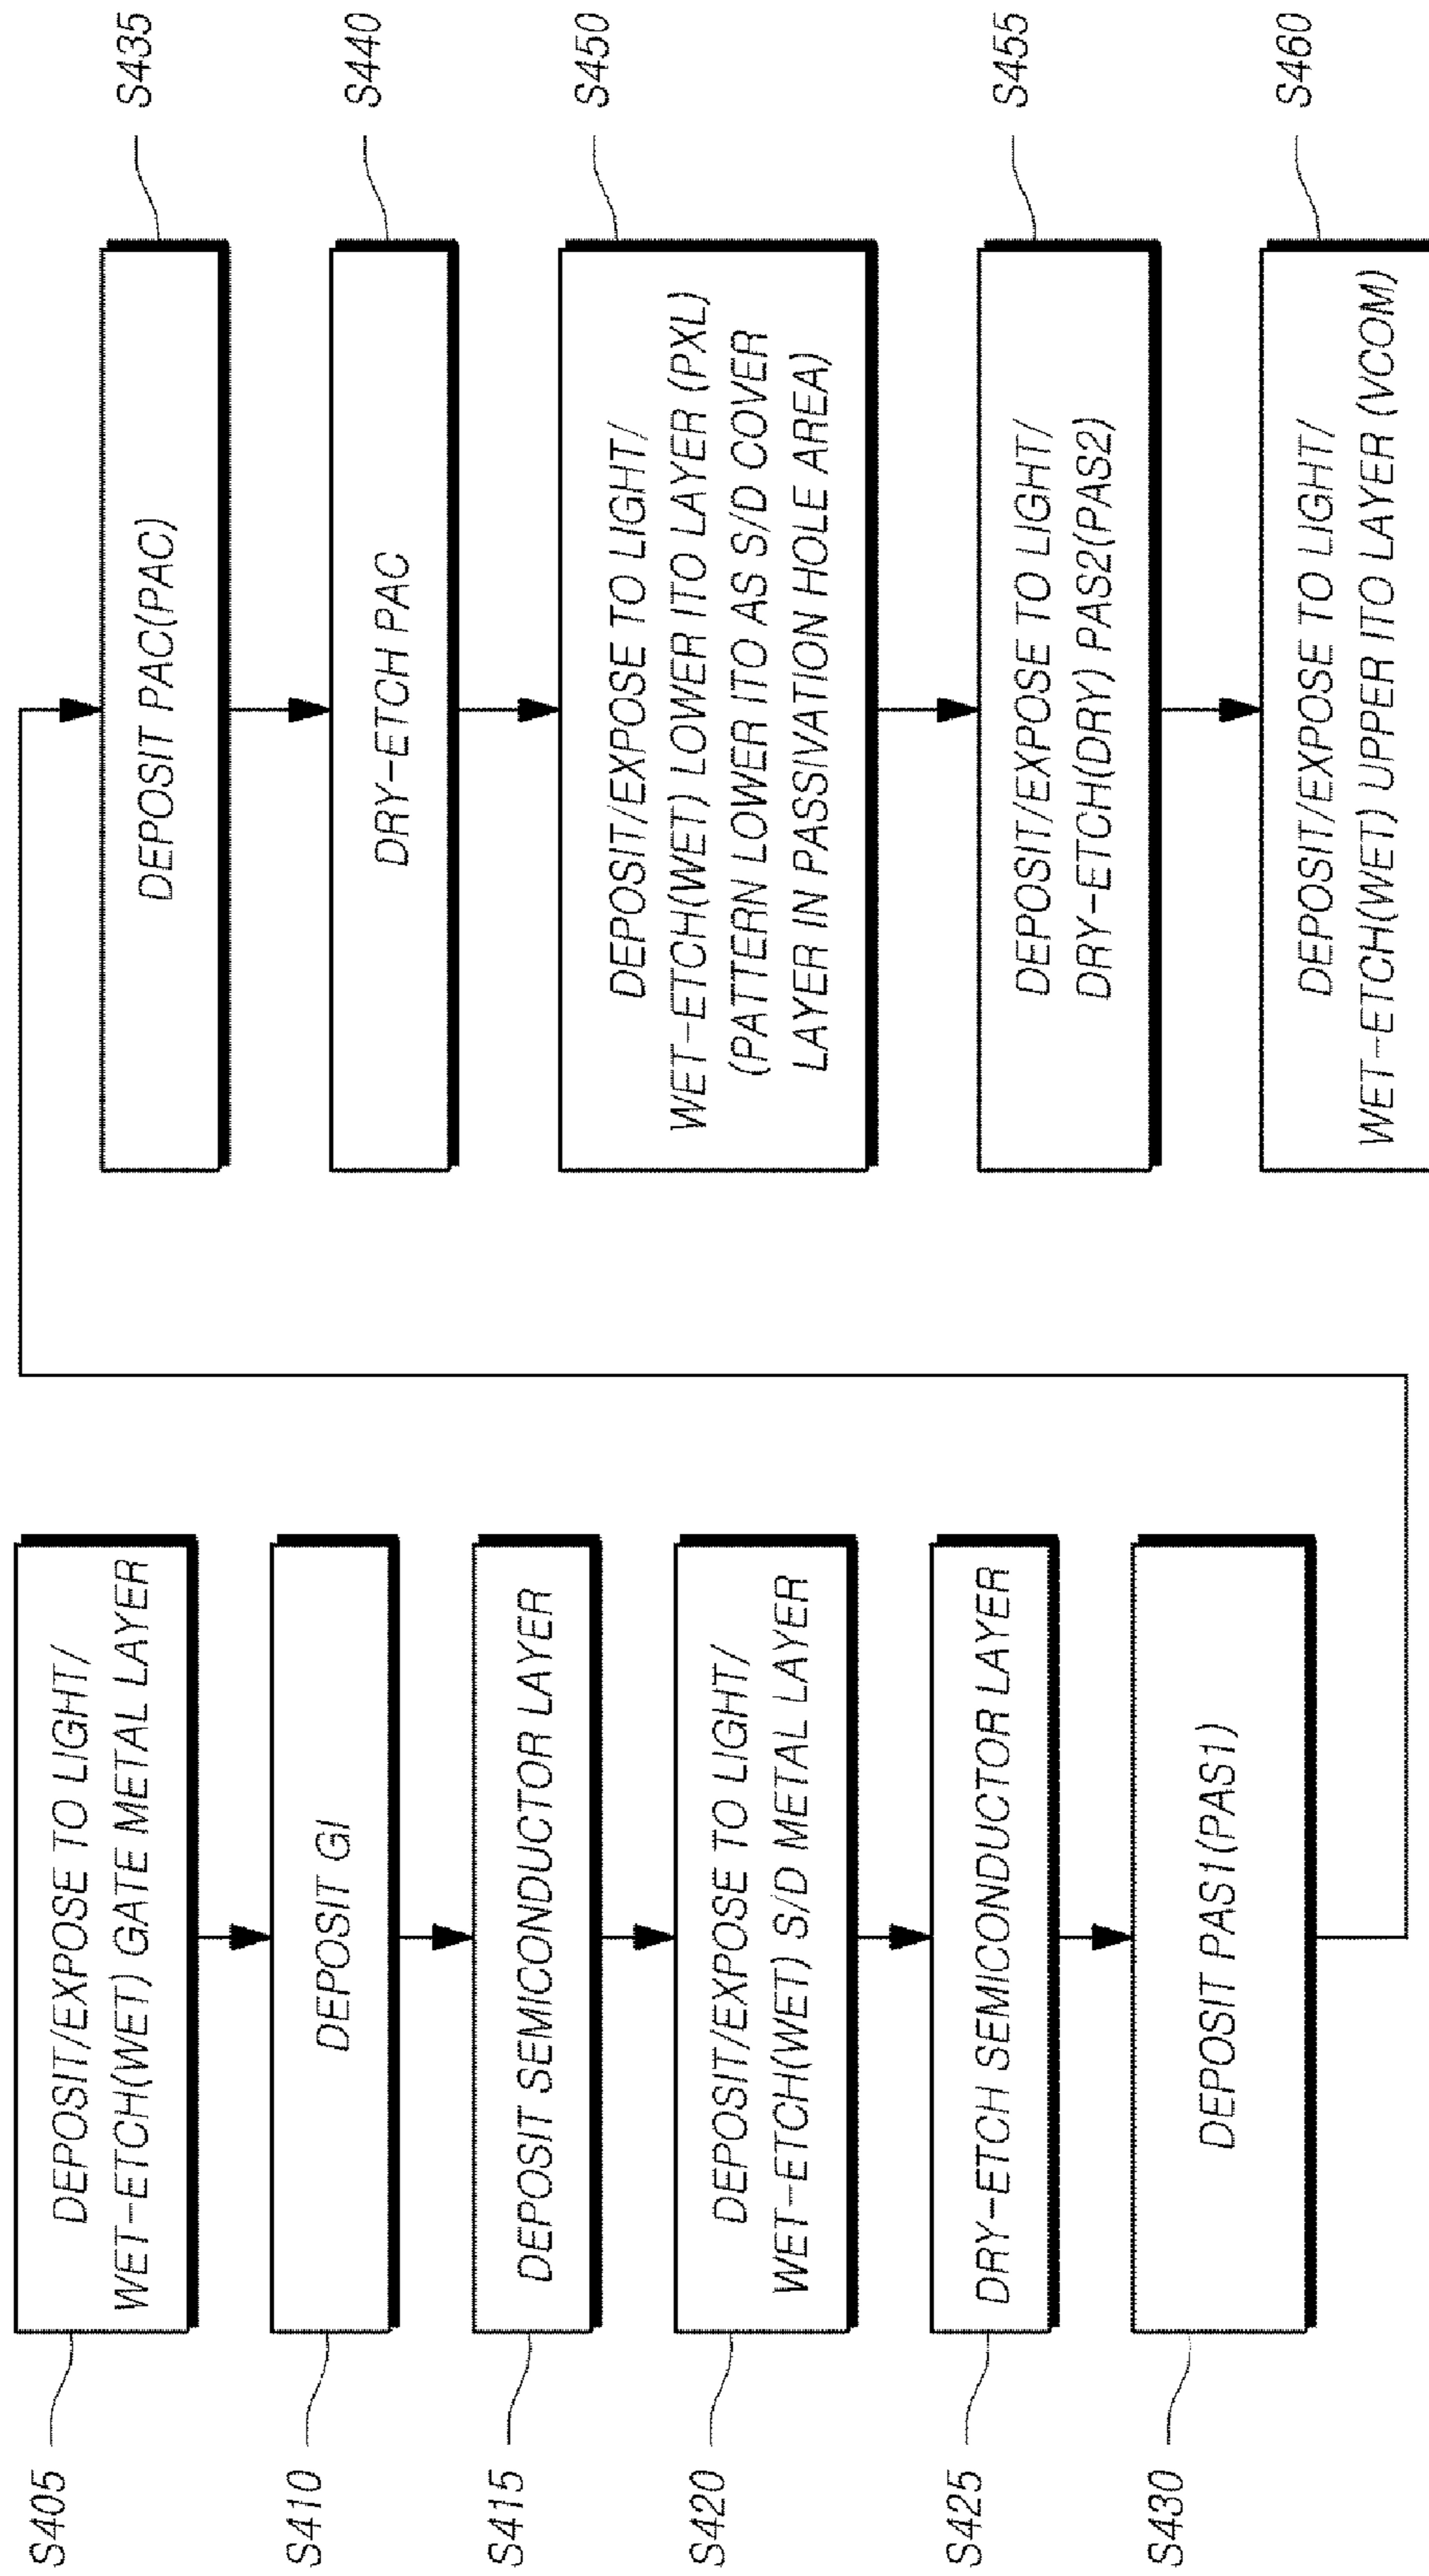 S405
DEPOSIT/EXPOSE TO LIGHT/
WET-ETCH(WET) GATE METAL LAYER
S410
DEPOSIT GI
S415
DEPOSIT SEMICONDUCTOR LAYER
S420
DEPOSIT/EXPOSE TO LIGHT/
WET-ETCH(WET) S/D METAL LAYER
S425
DRY-ETCH SEMICONDUCTOR LAYER
S430
DEPOSIT PAS1(PAS1)
DEPOSIT PAC(PAC)
S435
DRY-ETCH PAC
S440
DEPOSIT/EXPOSE TO LIGHT/
WET-ETCH(WET) LOWER ITO LAYER (PXL)
(PATTERN LOWER ITO AS S/D COVER
LAYER IN PASSIVATION HOLE AREA)
S450
DEPOSIT/EXPOSE TO LIGHT/
DRY-ETCH(DRY) PAS2(PAS2)
S455
DEPOSIT/EXPOSE TO LIGHT/
WET-ETCH(WET) UPPER ITO LAYER (VCOM)
S460